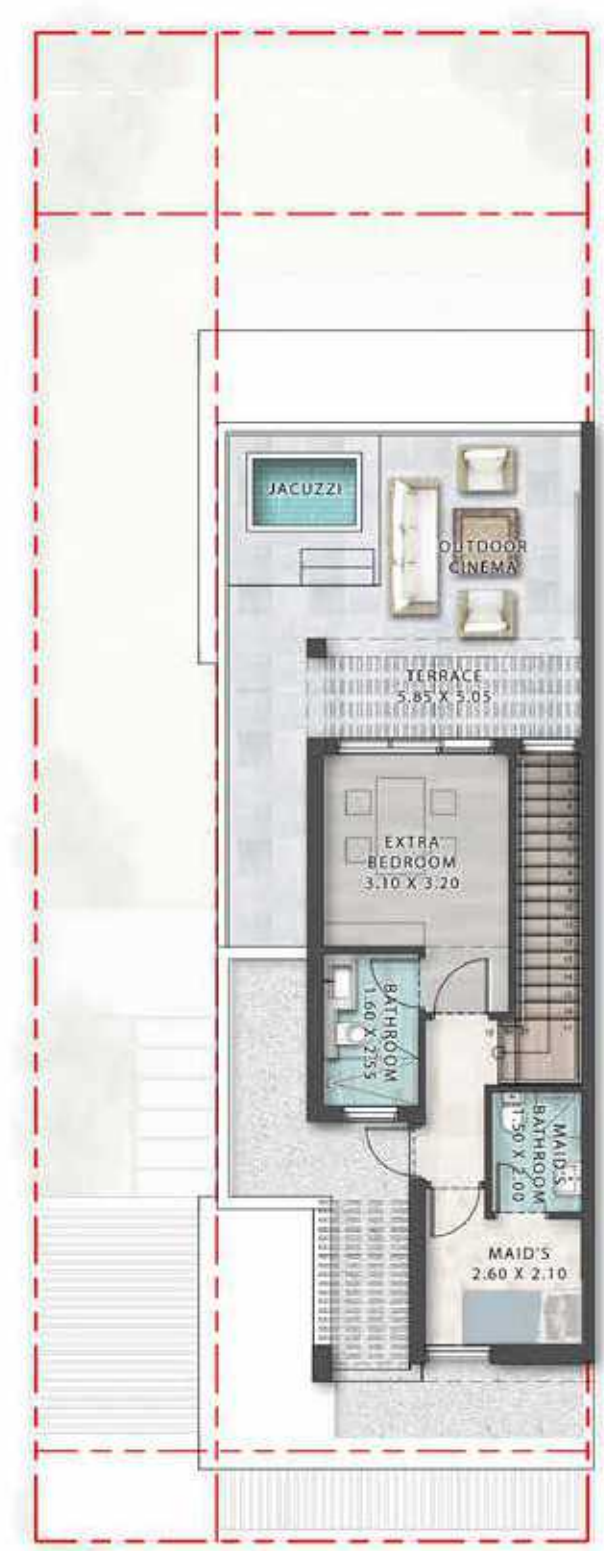 JACUZZI
OUTDOOR
CINEMA
TERRACE
5.85 X 5.05
EXTRA
BEDROOM
3.10 X 3.20
BATHROOM
1.60 X 2.55
MAID'S
BATHROOM
1.50 X 2.00
MAID'S
2.60 X 2.10